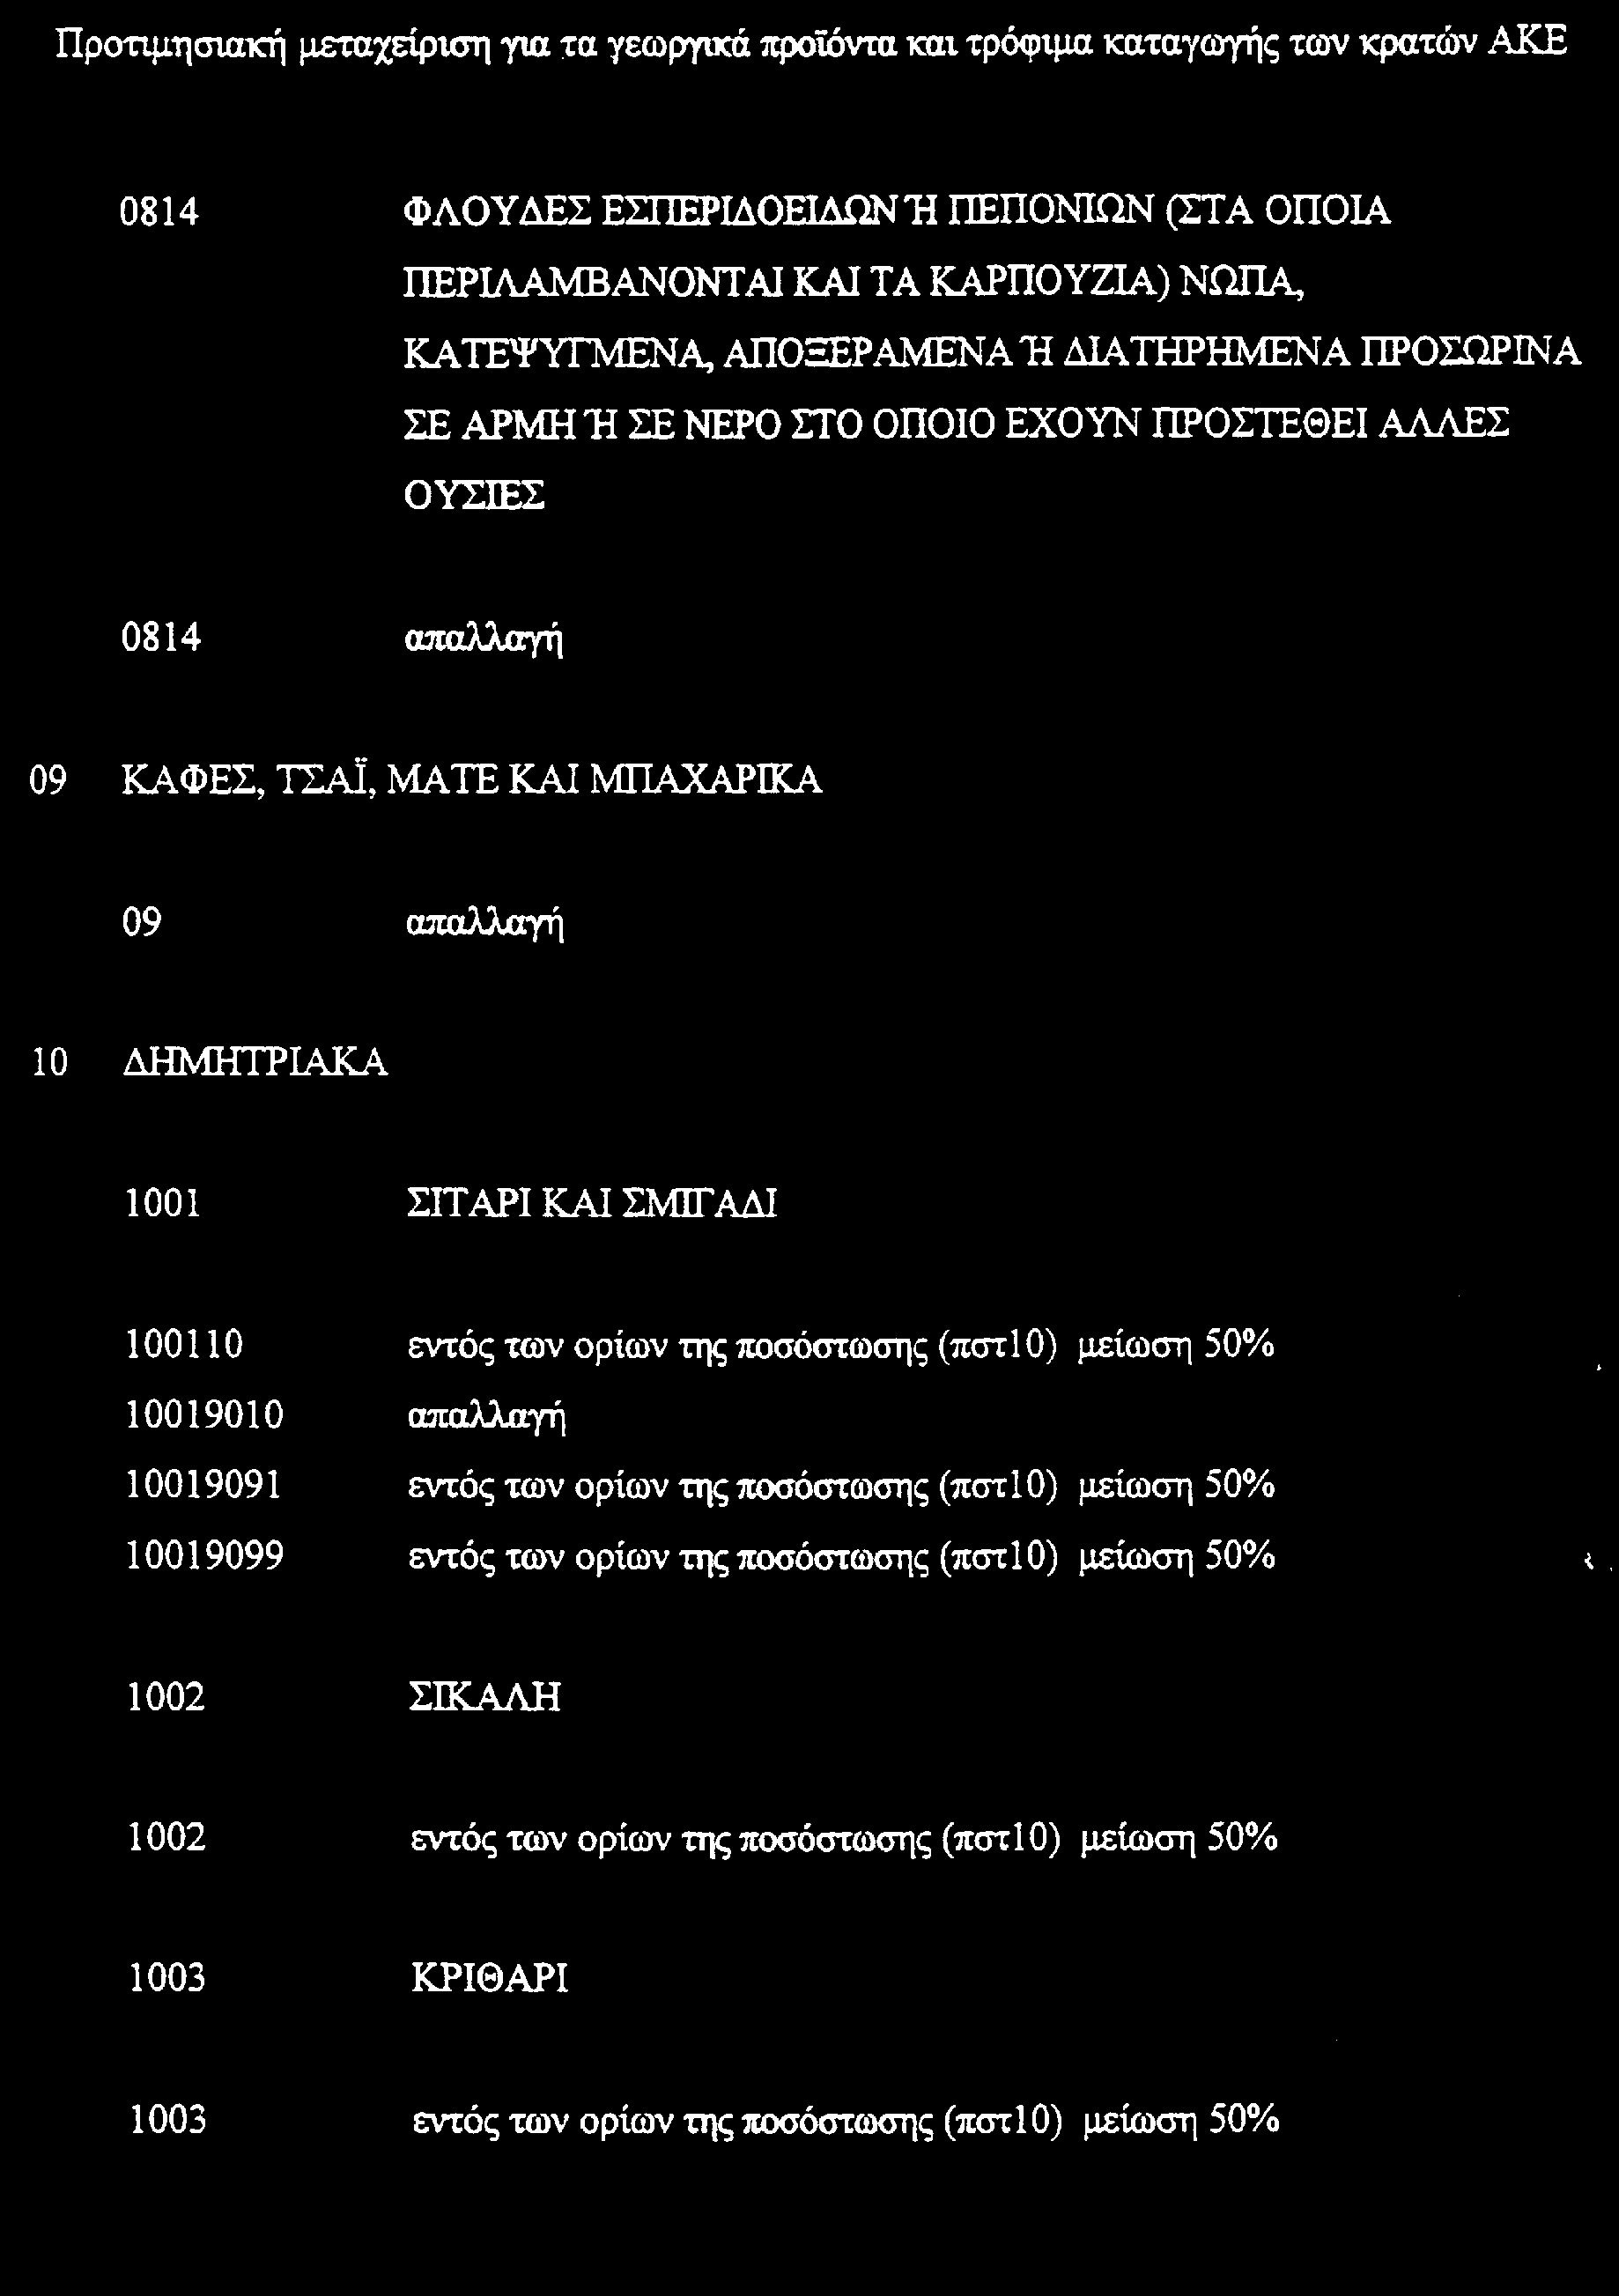 Προτιμησιακή μεταχείριση για τα γεωργικά προϊόντα και τρόφιμα καταγωγής των κρατών ΑΚΕ
0814 ΦΛΟΥΔΕΣ ΕΣΠΕΡΙΔΟΕΙΔΩΝ Ή ΠΕΠΟΝΙΩΝ (ΣΤΑ ΟΠΟΙΑ
ΠΕΡΙΛΑΜΒΑΝΟΝΤΑΙ ΚΑΙ ΤΑ ΚΑΡΠΟΥΖΙΑ) ΝΩΠΑ,
ΚΑΤΕΨΥΓΜΕΝΑ, ΑΠΟΞΕΡΑΜΕΝΑ Ή ΔΙΑΤΗΡΗΜΕΝΑ ΠΡΟΣΩΡΙΝΑ
ΣΕ ΑΡΜΗ Ή ΣΕ ΝΕΡΟ ΣΤΟ ΟΠΟΙΟ ΕΧΟΥΝ ΠΡΟΣΤΕΘΕΙ ΑΛΛΕΣ
ΟΥΣΙΕΣ
0814 απαλλαγή
09 ΚΑΦΕΣ, ΤΣΑΪ, ΜΑΤΕ ΚΑΙ ΜΠΑΧΑΡΙΚΑ
09 απαλλαγή
10 ΔΗΜΗΤΡΙΑΚΑ
1001 ΣΙΤΑΡΙ ΚΑΙ ΣΜΙΓΑΔΙ
100110 εντός των ορίων της ποσόστωσης (πστ10) μείωση 50%
10019010 απαλλαγή
10019091 εντός των ορίων της ποσόστωσης (πστ10) μείωση 50%
10019099 εντός των ορίων της ποσόστωσης (πστ10) μείωση 50%
1002 ΣΙΚΑΛΗ
1002 εντός των ορίων της ποσόστωσης (πστ10) μείωση 50%
1003 ΚΡΙΘΑΡΙ
1003 εντός των ορίων της ποσόστωσης (πστ10) μείωση 50%